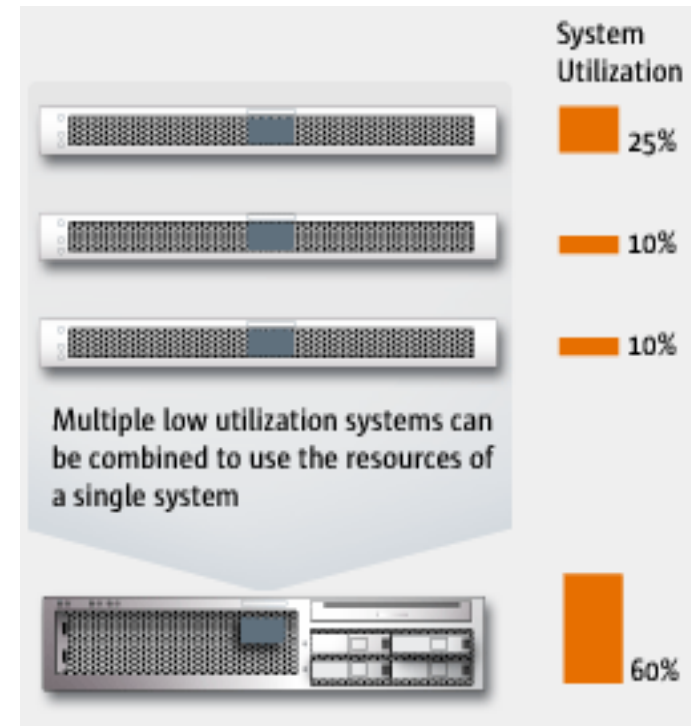 System
Utilization
25%
10%
10%
Multiple low utilization systems can
be combined to use the resources of
a single system
60%